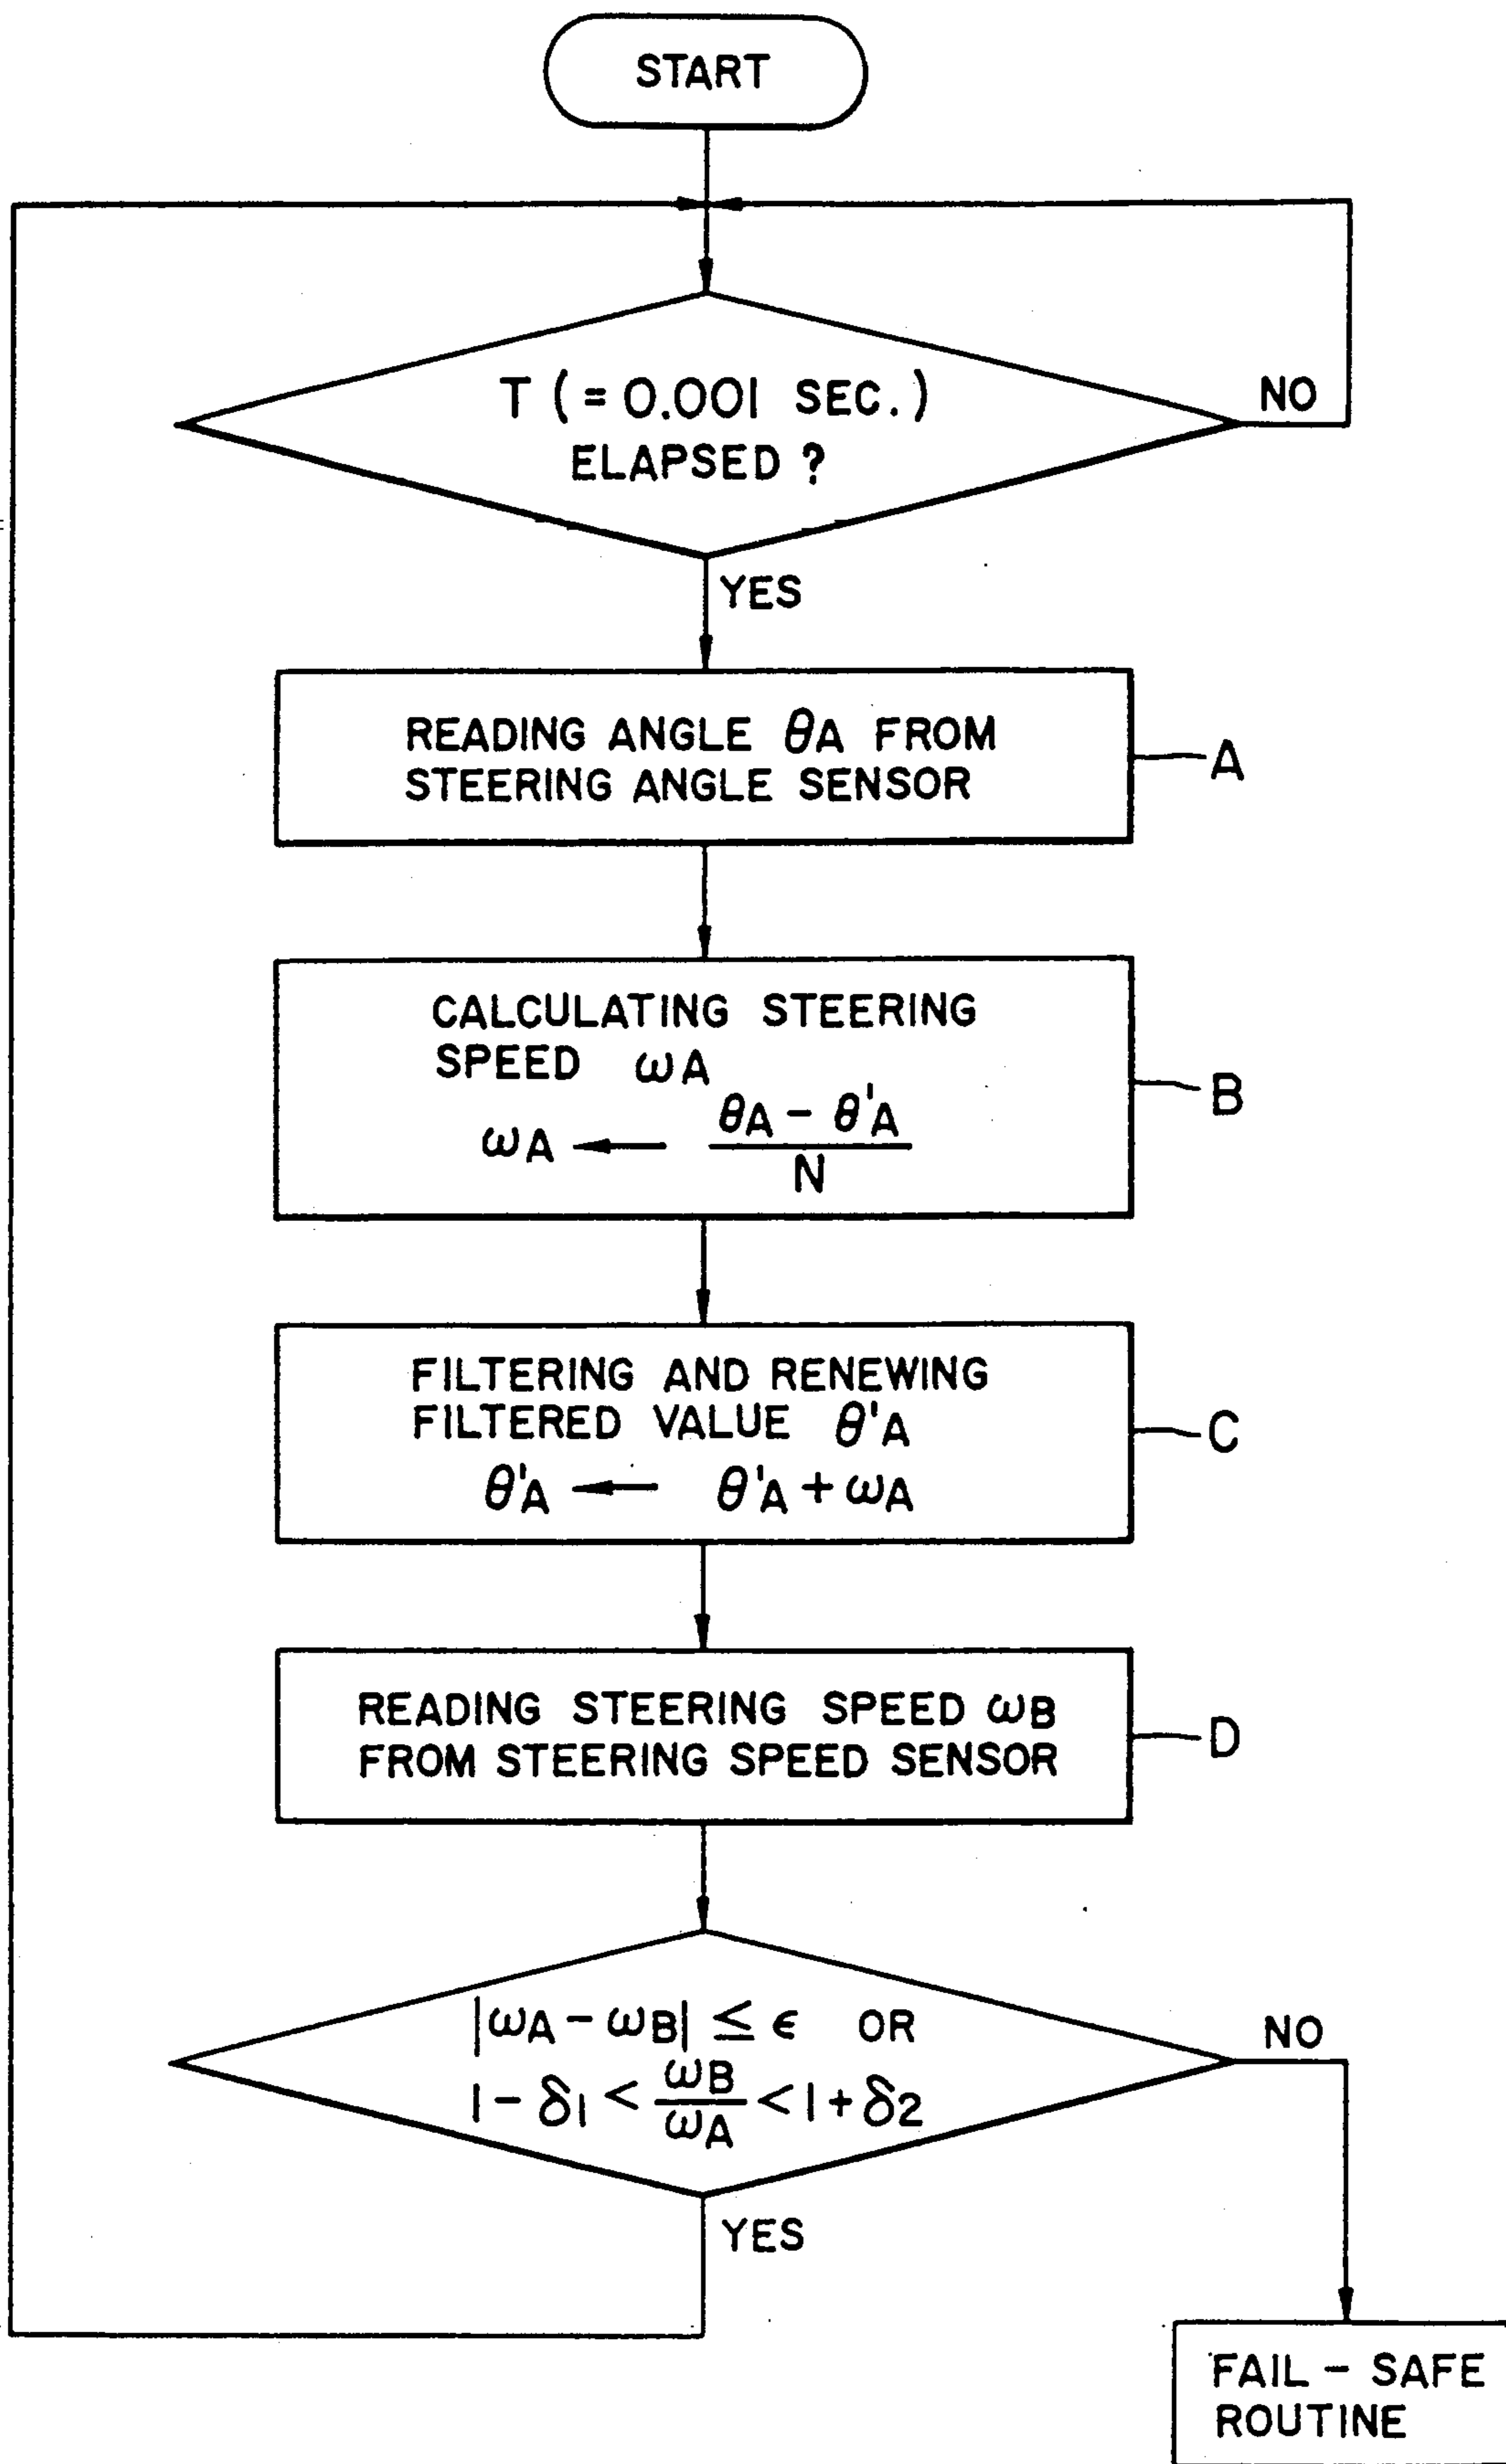 START
T (= 0.001 SEC.)
ELAPSED ?
NO
YES
READING ANGLE θA FROM
STEERING ANGLE SENSOR
A
CALCULATING STEERING
SPEED ωA
ωA ← θA − θ'A / N
B
FILTERING AND RENEWING
FILTERED VALUE θ'A
θ'A ← θ'A + ωA
C
READING STEERING SPEED ωB
FROM STEERING SPEED SENSOR
D
|ωA − ωB| ≤ ϵ OR
1 − δ1 < ωB / ωA < 1 + δ2
NO
YES
FAIL – SAFE
ROUTINE